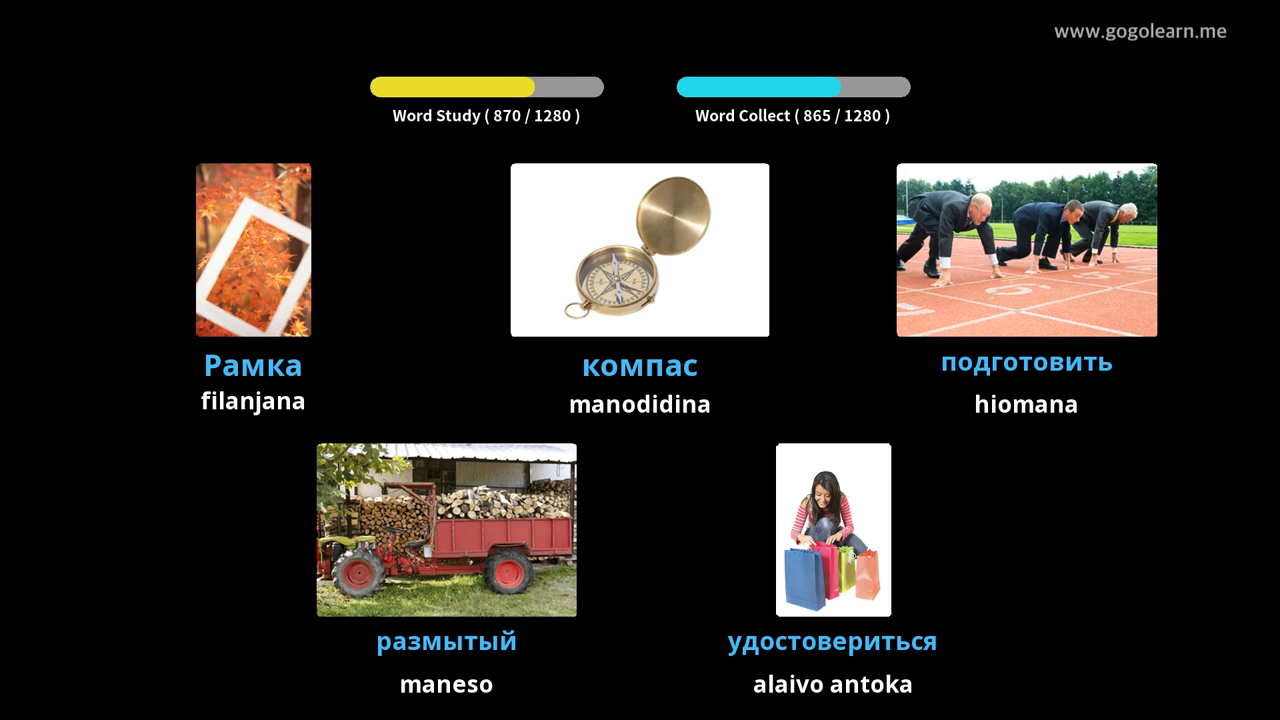 www.gogolearn.me
Word Study ( 870 / 1280 )
Word Collect ( 865 / 1280 )
Рамка
filanjana
компас
manodidina
подготовить
hiomana
размытый
maneso
удостовериться
alaivo antoka